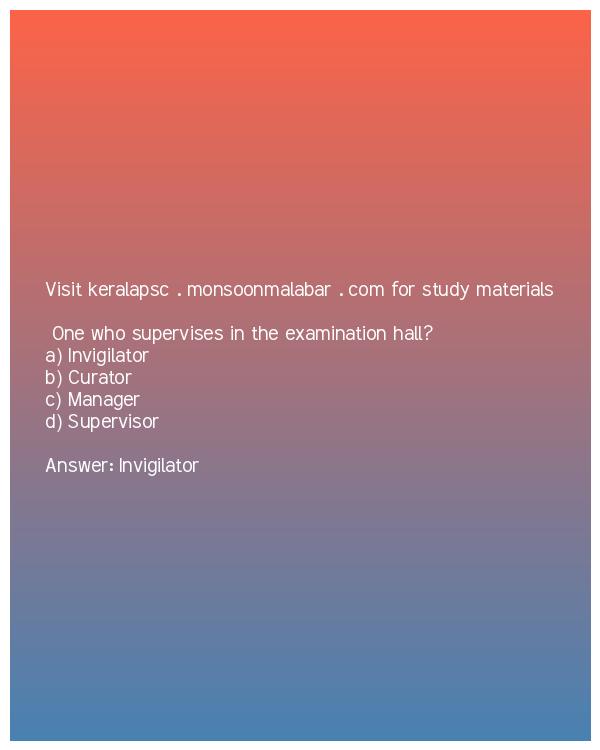 Visit keralapsc . monsoonmalabar . com for study materials
One who supervises in the examination hall?
a) Invigilator
b) Curator
c) Manager
d) Supervisor
Answer: Invigilator